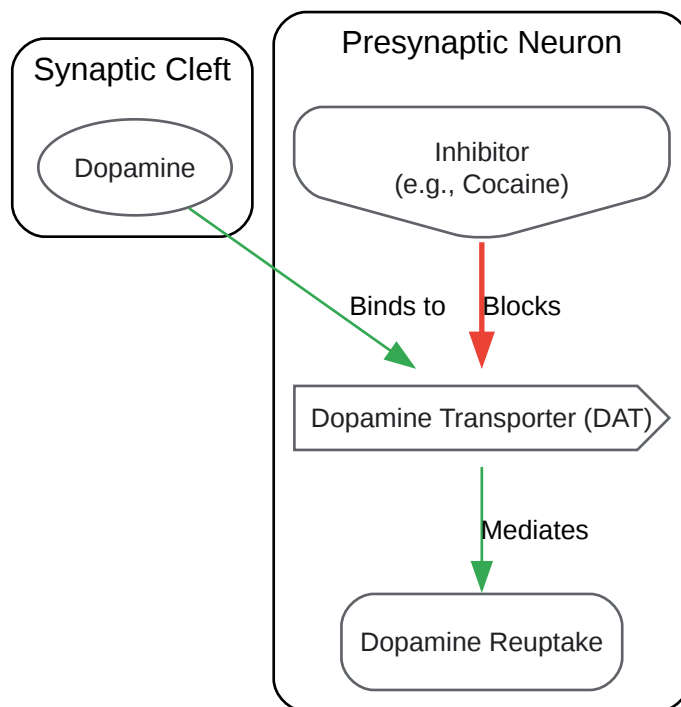 Synaptic Cleft
Dopamine
Presynaptic Neuron
Inhibitor
(e.g., Cocaine)
Binds to
Blocks
Dopamine Transporter (DAT)
Mediates
Dopamine Reuptake